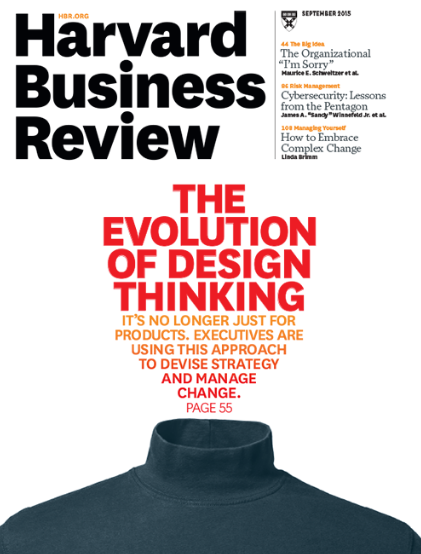 HBR.ORG
Harvard
Business
Review
SEPTEMBER 2015
44 The Big Idea
The Organizational
“I’m Sorry”
Maurice E. Schweitzer et al.
86 Risk Management
Cybersecurity: Lessons
from the Pentagon
James A. “Sandy” Winnefeld Jr. et al.
108 Managing Yourself
How to Embrace
Complex Change
Linda Brimm
THE
EVOLUTION
OF DESIGN
THINKING
IT’S NO LONGER JUST FOR
PRODUCTS. EXECUTIVES ARE
USING THIS APPROACH
TO DEVISE STRATEGY
AND MANAGE
CHANGE.
PAGE 55